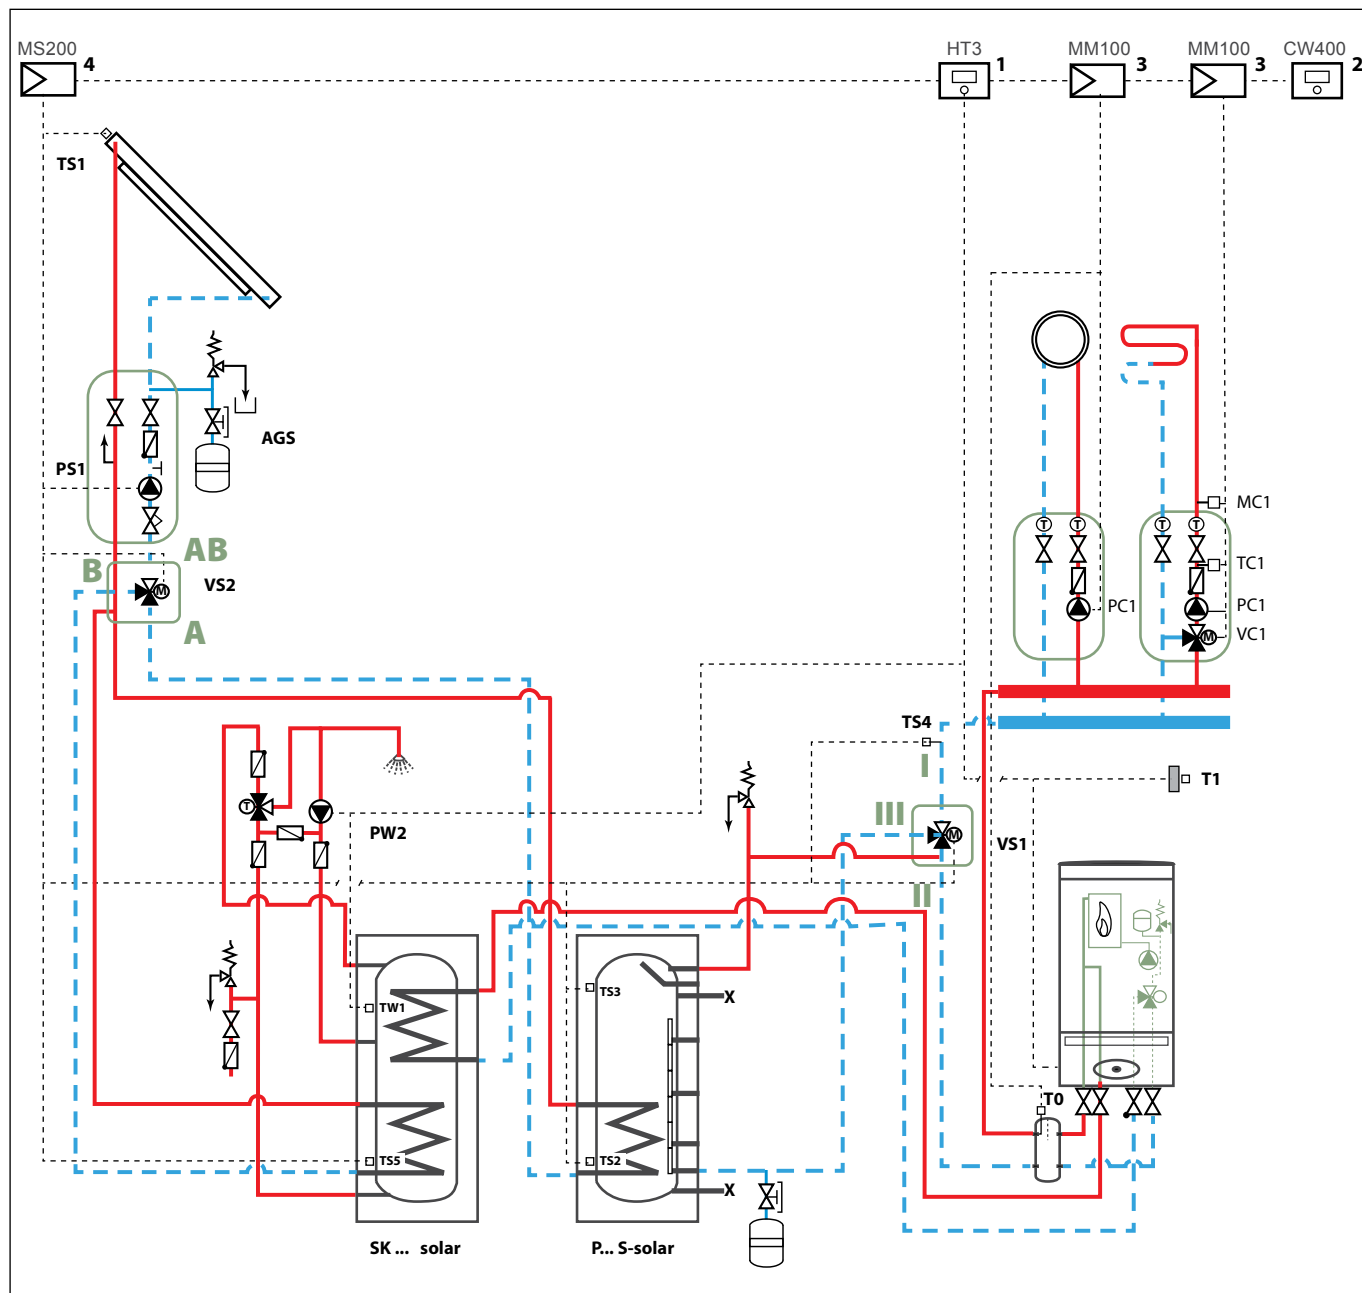 MS200
4
HT3
1
MM100
3
MM100
3
CW400
2
TS1
AGS
PS1
AB
B
VS2
A
M
T
T
T
T
MC1
TC1
PC1
PC1
VC1
M
TS4
I
T1
III
M
VS1
II
T
PW2
TW1
TS3
X
T0
TS5
TS2
X
SK ... solar
P... S-solar